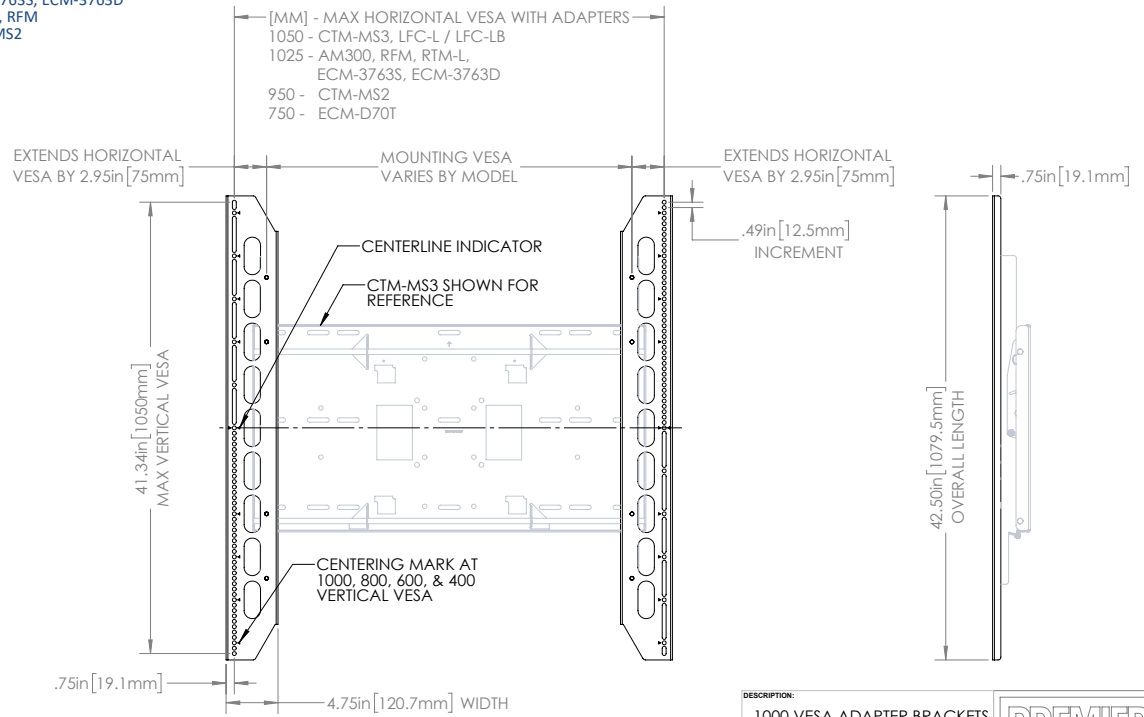 RFM
MS2
[MM] - MAX HORIZONTAL VESA WITH ADAPTERS
1050 - CTM-MS3, LFC-L / LFC-LB
1025 - AM300, RFM, RTM-L,
ECM-3763S, ECM-3763D
950 - CTM-MS2
750 - ECM-D70T
EXTENDS HORIZONTAL
VESA BY 2.95in[75mm]
MOUNTING VESA
VARIES BY MODEL
EXTENDS HORIZONTAL
VESA BY 2.95in[75mm]
.75in[19.1mm]
.49in[12.5mm]
INCREMENT
CENTERLINE INDICATOR
CTM-MS3 SHOWN FOR
REFERENCE
41.34in[1050mm]
MAX VERTICAL VESA
42.50in[1079.5mm]
OVERALL LENGTH
CENTERING MARK AT
1000, 800, 600, & 400
VERTICAL VESA
.75in[19.1mm]
4.75in[120.7mm] WIDTH
DESCRIPTION:
1000 VESA ADAPTER BRACKETS
PREMIER